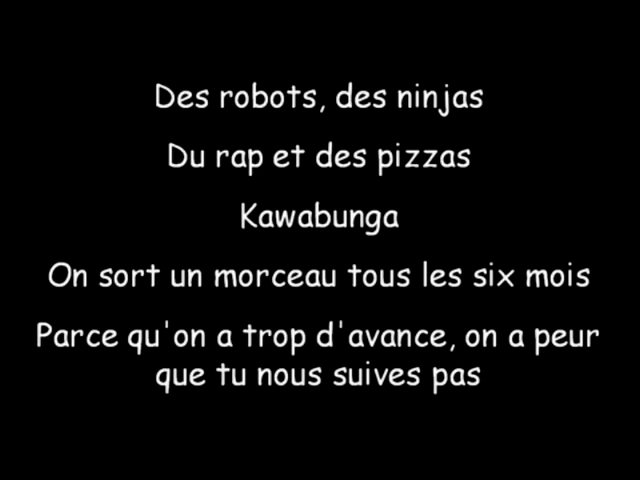 Des robots, des ninjas
Du rap et des pizzas
Kawabunga
On sort un morceau tous les six mois
Parce qu'on a trop d'avance, on a peur
que tu nous suives pas